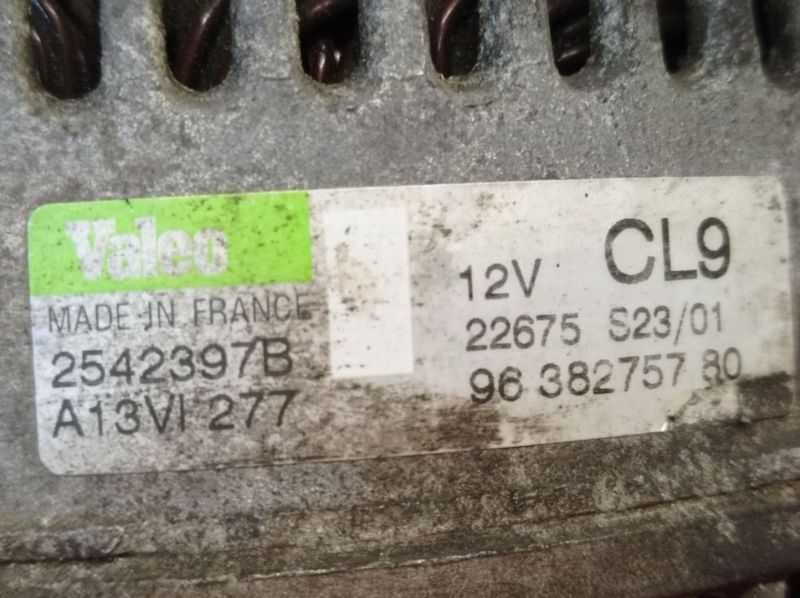 Valeo
MADE IN FRANCE
2542397B
A13VI 277
12V CL9
22675 S23/01
96 382757 80